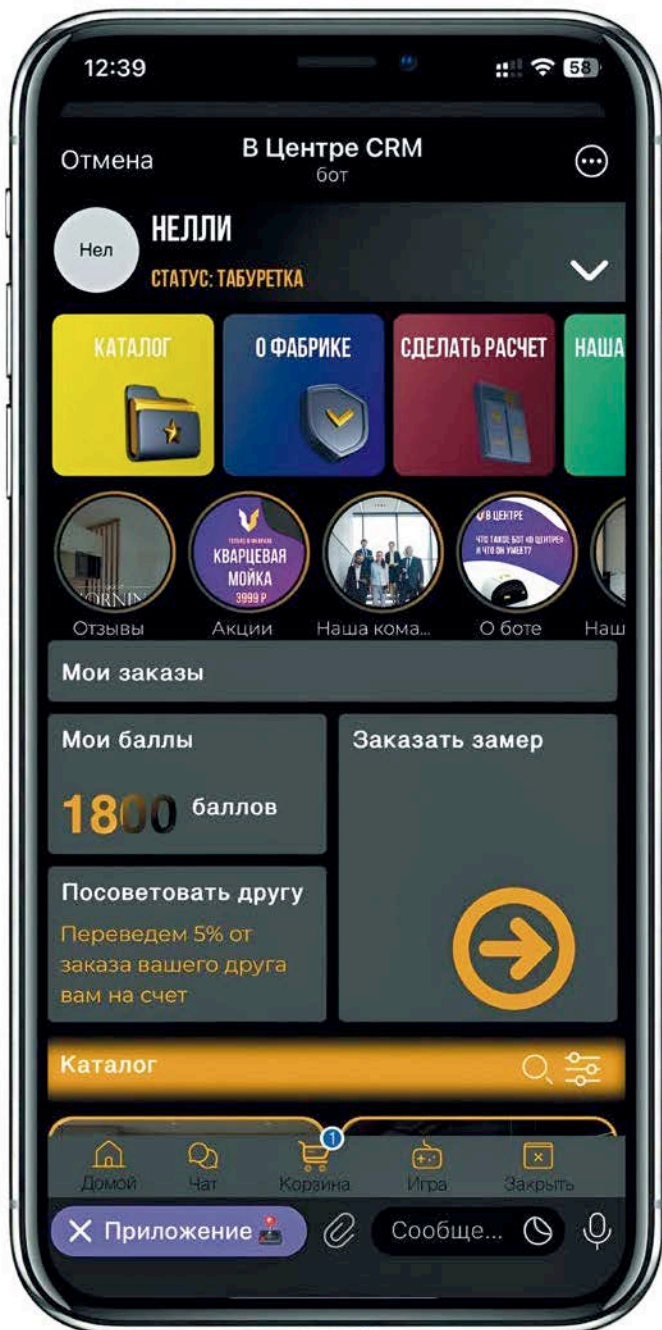 12:39
58
Отмена
В Центре CRM
бот
Нел
НЕЛЛИ
СТАТУС: ТАБУРЕТКА
КАТАЛОГ
О ФАБРИКЕ
СДЕЛАТЬ РАСЧЕТ
НАША
КВАРЦЕВАЯ
МОЙКА
3999 Р
В ЦЕНТРЕ
ЧТО ТАКОЕ БОТ «В ЦЕНТРЕ»
И ЧТО ОН УМЕЕТ?
Отзывы
Акции
Наша кома...
О боте
Наш
Мои заказы
Мои баллы
1800 баллов
Заказать замер
Посоветовать другу
Переведем 5% от
заказа вашего друга
вам на счет
Каталог
1
Домой
Чат
Корзина
Игра
Закрыть
Приложение
Сообще...